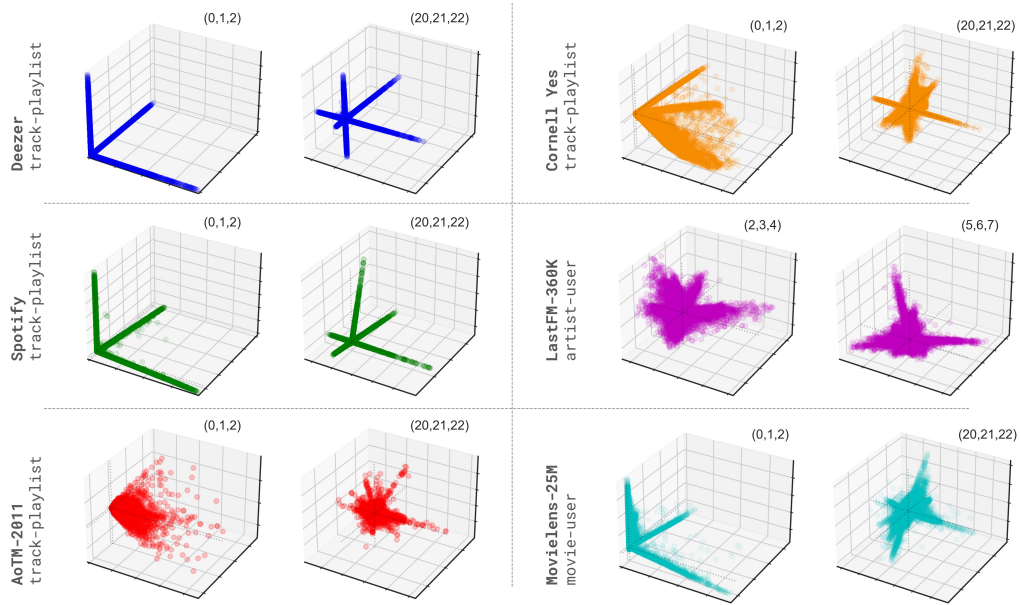 Deezer
track-playlist
(0,1,2)
(20,21,22)
Cornell Yes
track-playlist
(0,1,2)
(20,21,22)
Spotify
track-playlist
(0,1,2)
(20,21,22)
LastFM-360K
artist-user
(2,3,4)
(5,6,7)
AoTM-2011
track-playlist
(0,1,2)
(20,21,22)
Movielens-25M
movie-user
(0,1,2)
(20,21,22)